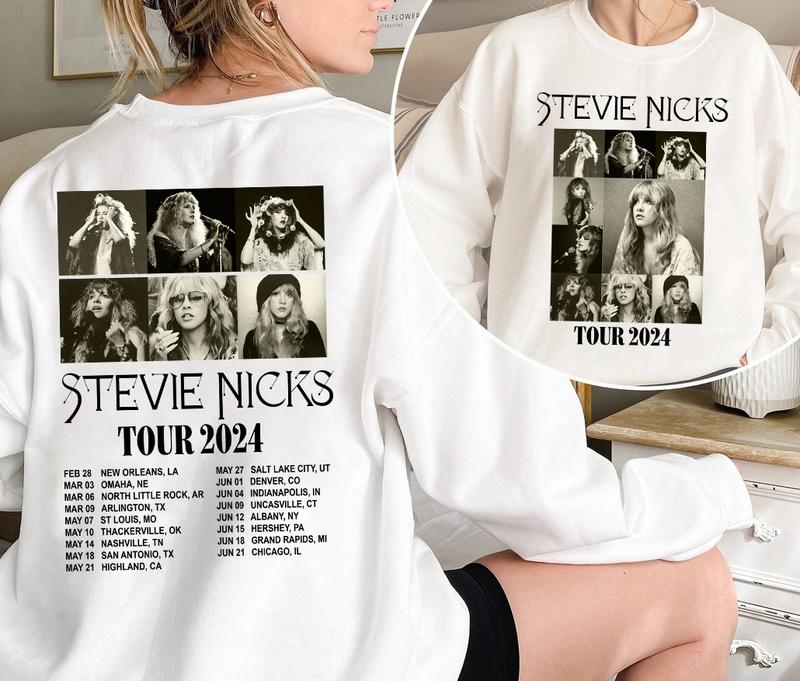 LE FLOWER
STEVIE NICKS
TOUR 2024
FEB 28 NEW ORLEANS, LA
MAR 03 OMAHA, NE
MAR 06 NORTH LITTLE ROCK, AR
MAR 09 ARLINGTON, TX
MAY 07 ST LOUIS, MO
MAY 10 THACKERVILLE, OK
MAY 14 NASHVILLE, TN
MAY 18 SAN ANTONIO, TX
MAY 21 HIGHLAND, CA
MAY 27 SALT LAKE CITY, UT
JUN 01 DENVER, CO
JUN 04 INDIANAPOLIS, IN
JUN 09 UNCASVILLE, CT
JUN 12 ALBANY, NY
JUN 15 HERSHEY, PA
JUN 18 GRAND RAPIDS, MI
JUN 21 CHICAGO, IL
STEVIE NICKS
TOUR 2024